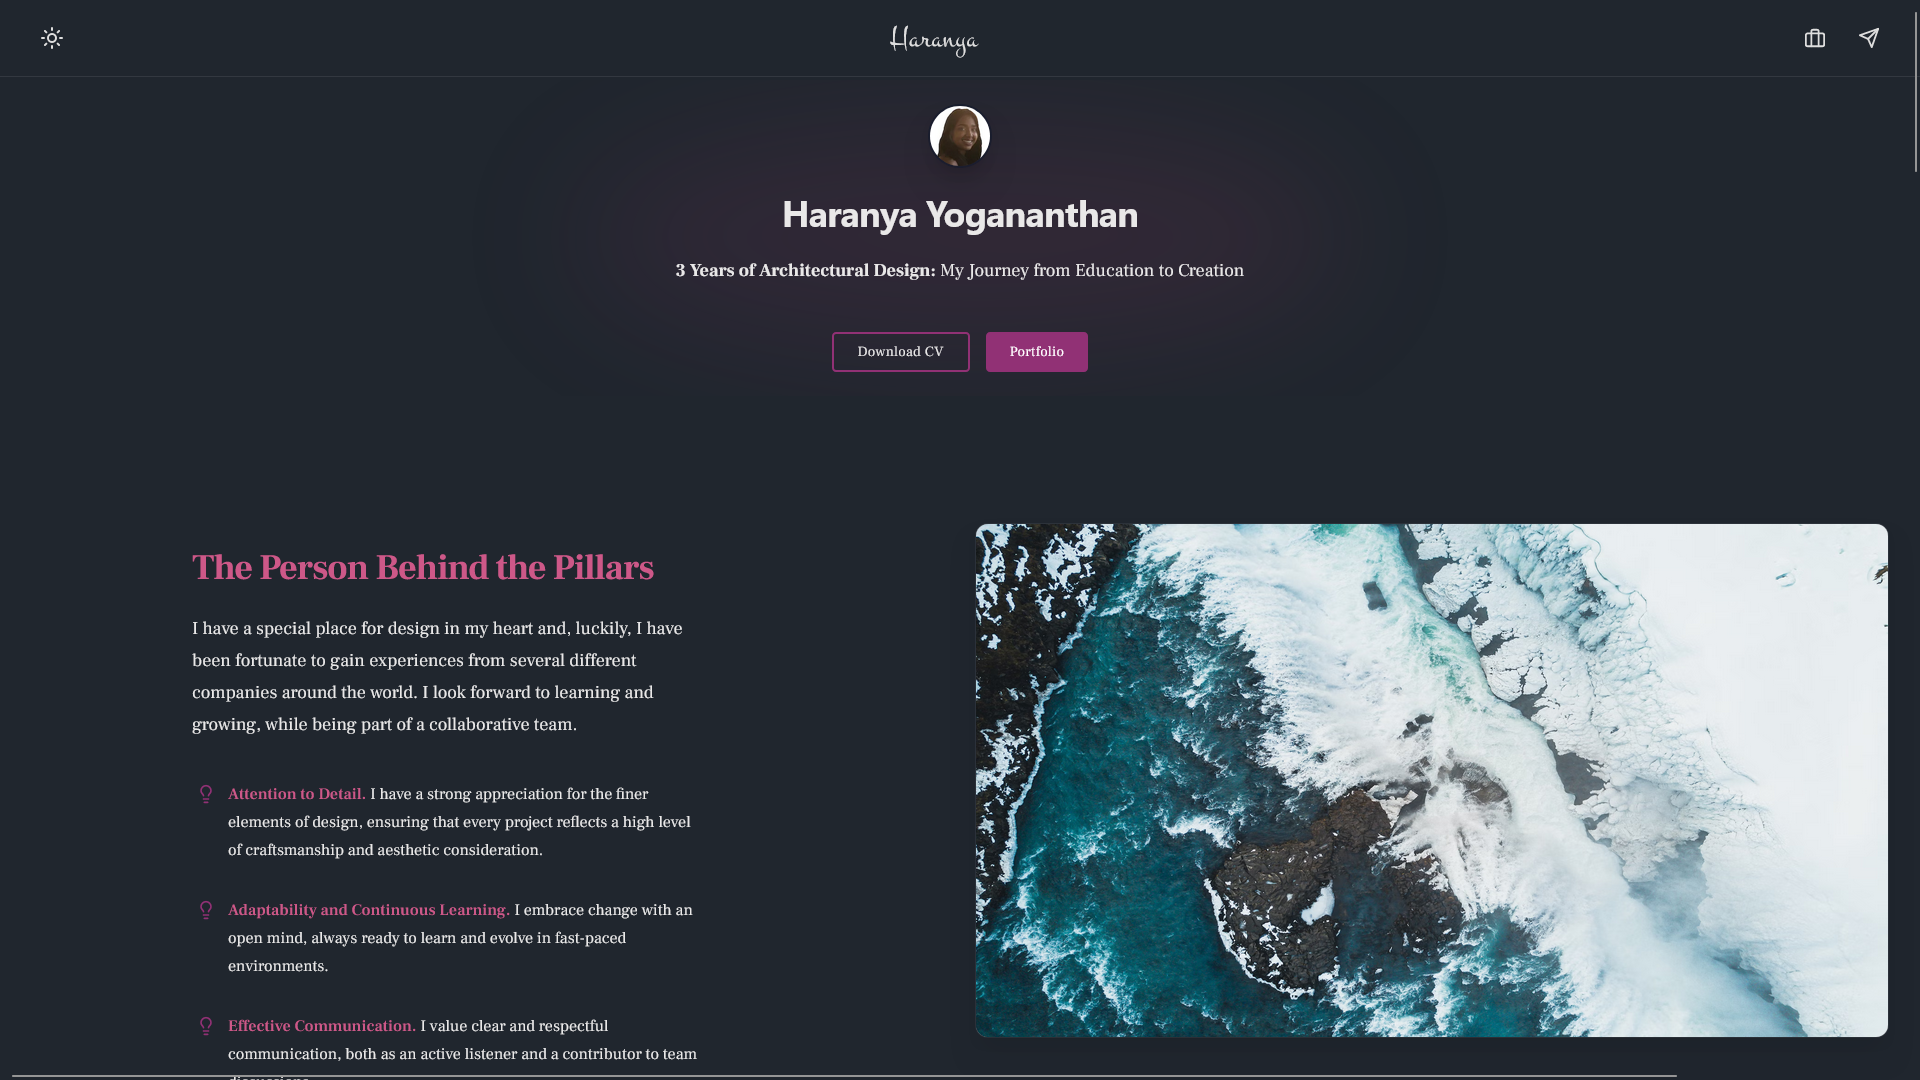 Haranya
Haranya Yogananthan
3 Years of Architectural Design: My Journey from Education to Creation
Download CV
Portfolio
The Person Behind the Pillars
I have a special place for design in my heart and, luckily, I have
been fortunate to gain experiences from several different
companies around the world. I look forward to learning and
growing, while being part of a collaborative team.
Attention to Detail. I have a strong appreciation for the finer
elements of design, ensuring that every project reflects a high level
of craftsmanship and aesthetic consideration.
Adaptability and Continuous Learning. I embrace change with an
open mind, always ready to learn and evolve in fast-paced
environments.
Effective Communication. I value clear and respectful
communication, both as an active listener and a contributor to team